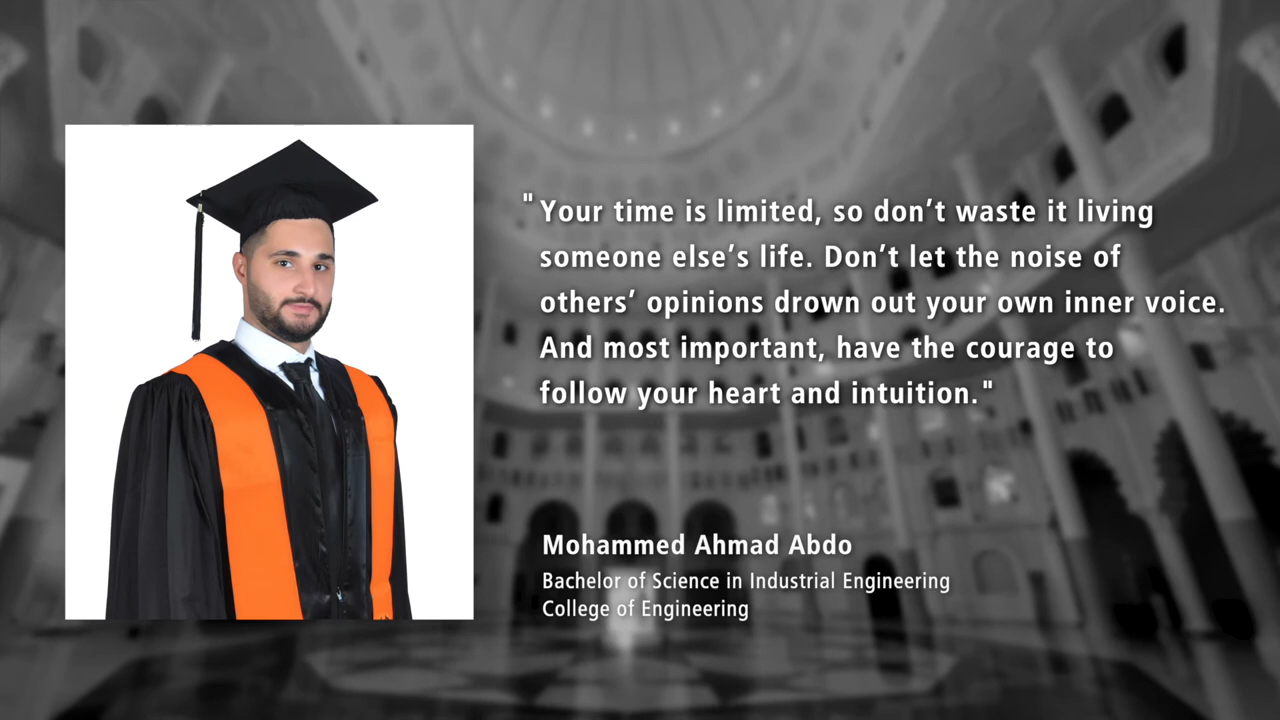 "Your time is limited, so don’t waste it living
someone else’s life. Don’t let the noise of
others’ opinions drown out your own inner voice.
And most important, have the courage to
follow your heart and intuition."
Mohammed Ahmad Abdo
Bachelor of Science in Industrial Engineering
College of Engineering